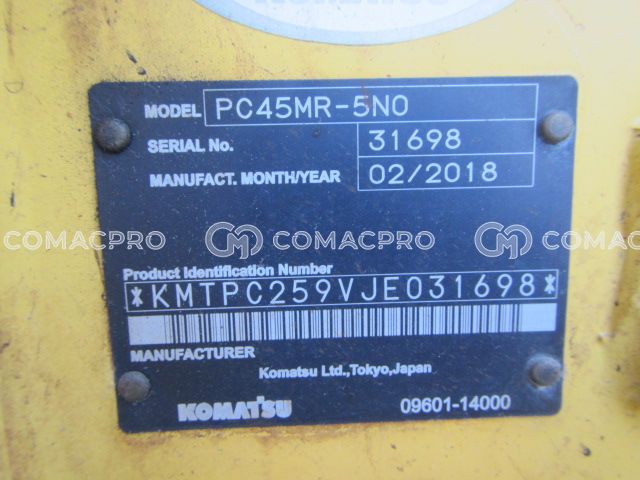 KOMATSU
MODEL PC45MR-5N0
SERIAL No. 31698
MANUFACT. MONTH/YEAR 02/2018
COMACPRO COMACPRO COMACPRO
Product Identification Number
*KMTPC259VJE031698*
MANUFACTURER
Komatsu Ltd.,Tokyo,Japan
KOMATSU 09601-14000